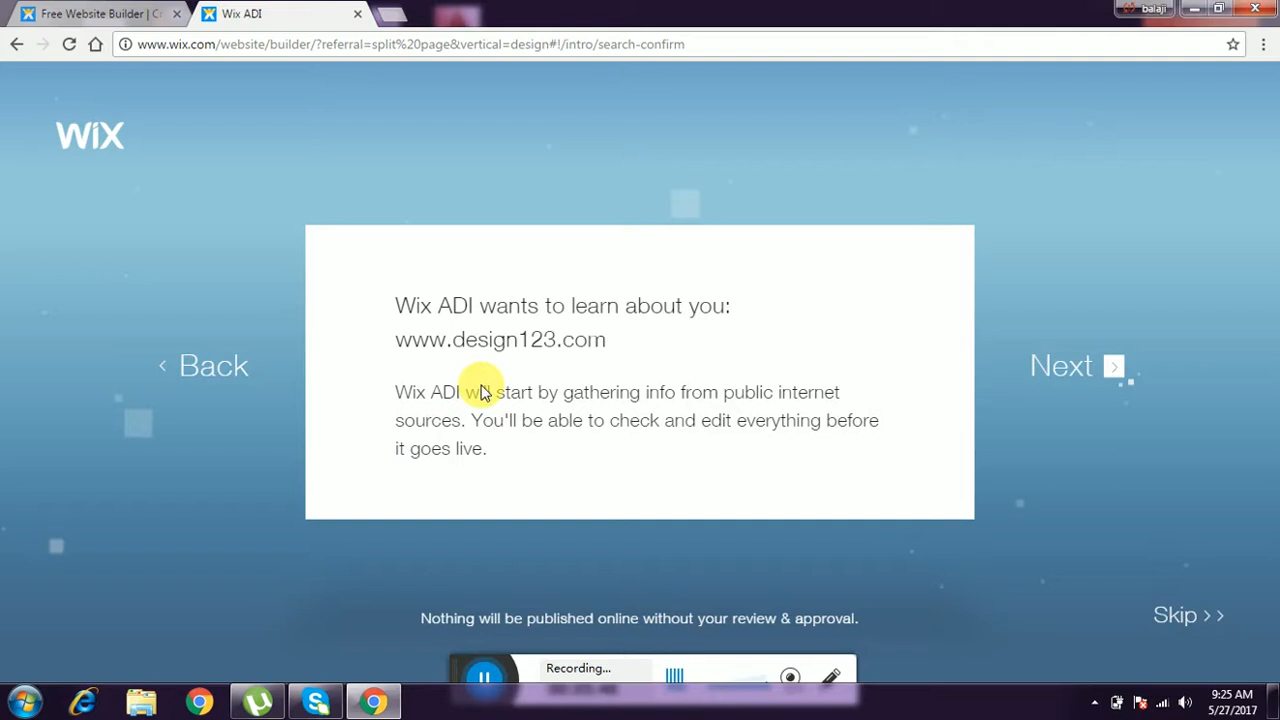 Free Website Builder | C
Wix ADI
balaji
www.wix.com/website/builder/?referral=split%20page&vertical=design#!/intro/search-confirm
WiX
Wix ADI wants to learn about you:
www.design123.com
Wix ADI will start by gathering info from public internet
sources. You'll be able to check and edit everything before
it goes live.
Back
Next
Nothing will be published online without your review & approval.
Skip >>
Recording...
9:25 AM
5/27/2017